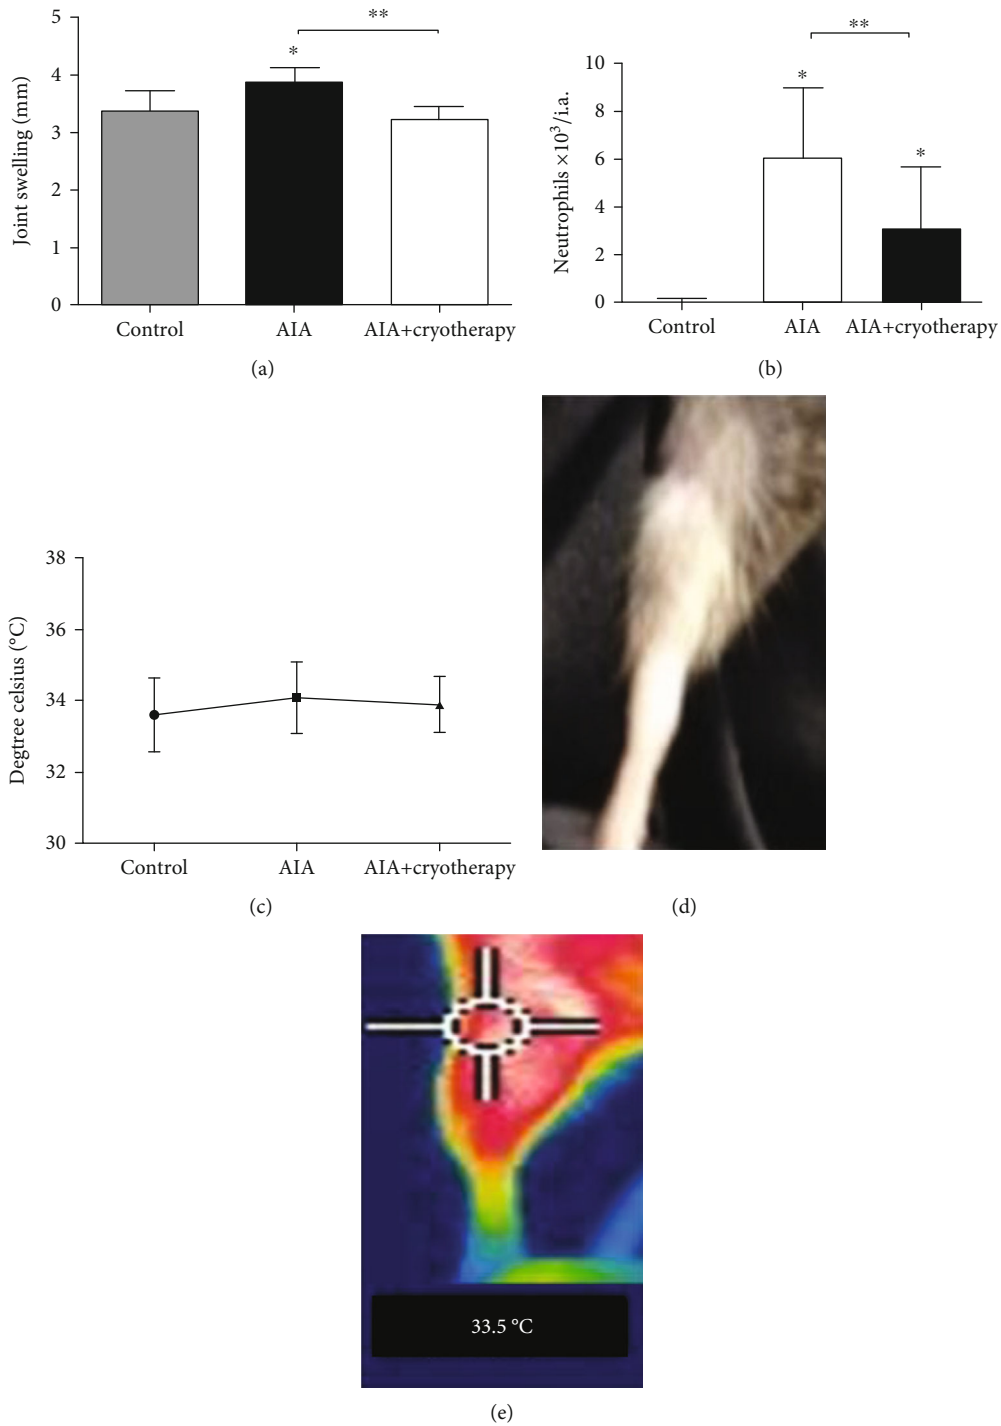 Joint swelling (mm)
5
4
3
2
1
0
*
**
Control
AIA
AIA+cryotherapy
(a)
Neutrophils ×10³/i.a.
10
8
6
4
2
0
*
*
**
Control
AIA
AIA+cryotherapy
(b)
Degtree celsius (°C)
38
36
34
32
30
Control
AIA
AIA+cryotherapy
(c)
(d)
33.5 °C
(e)